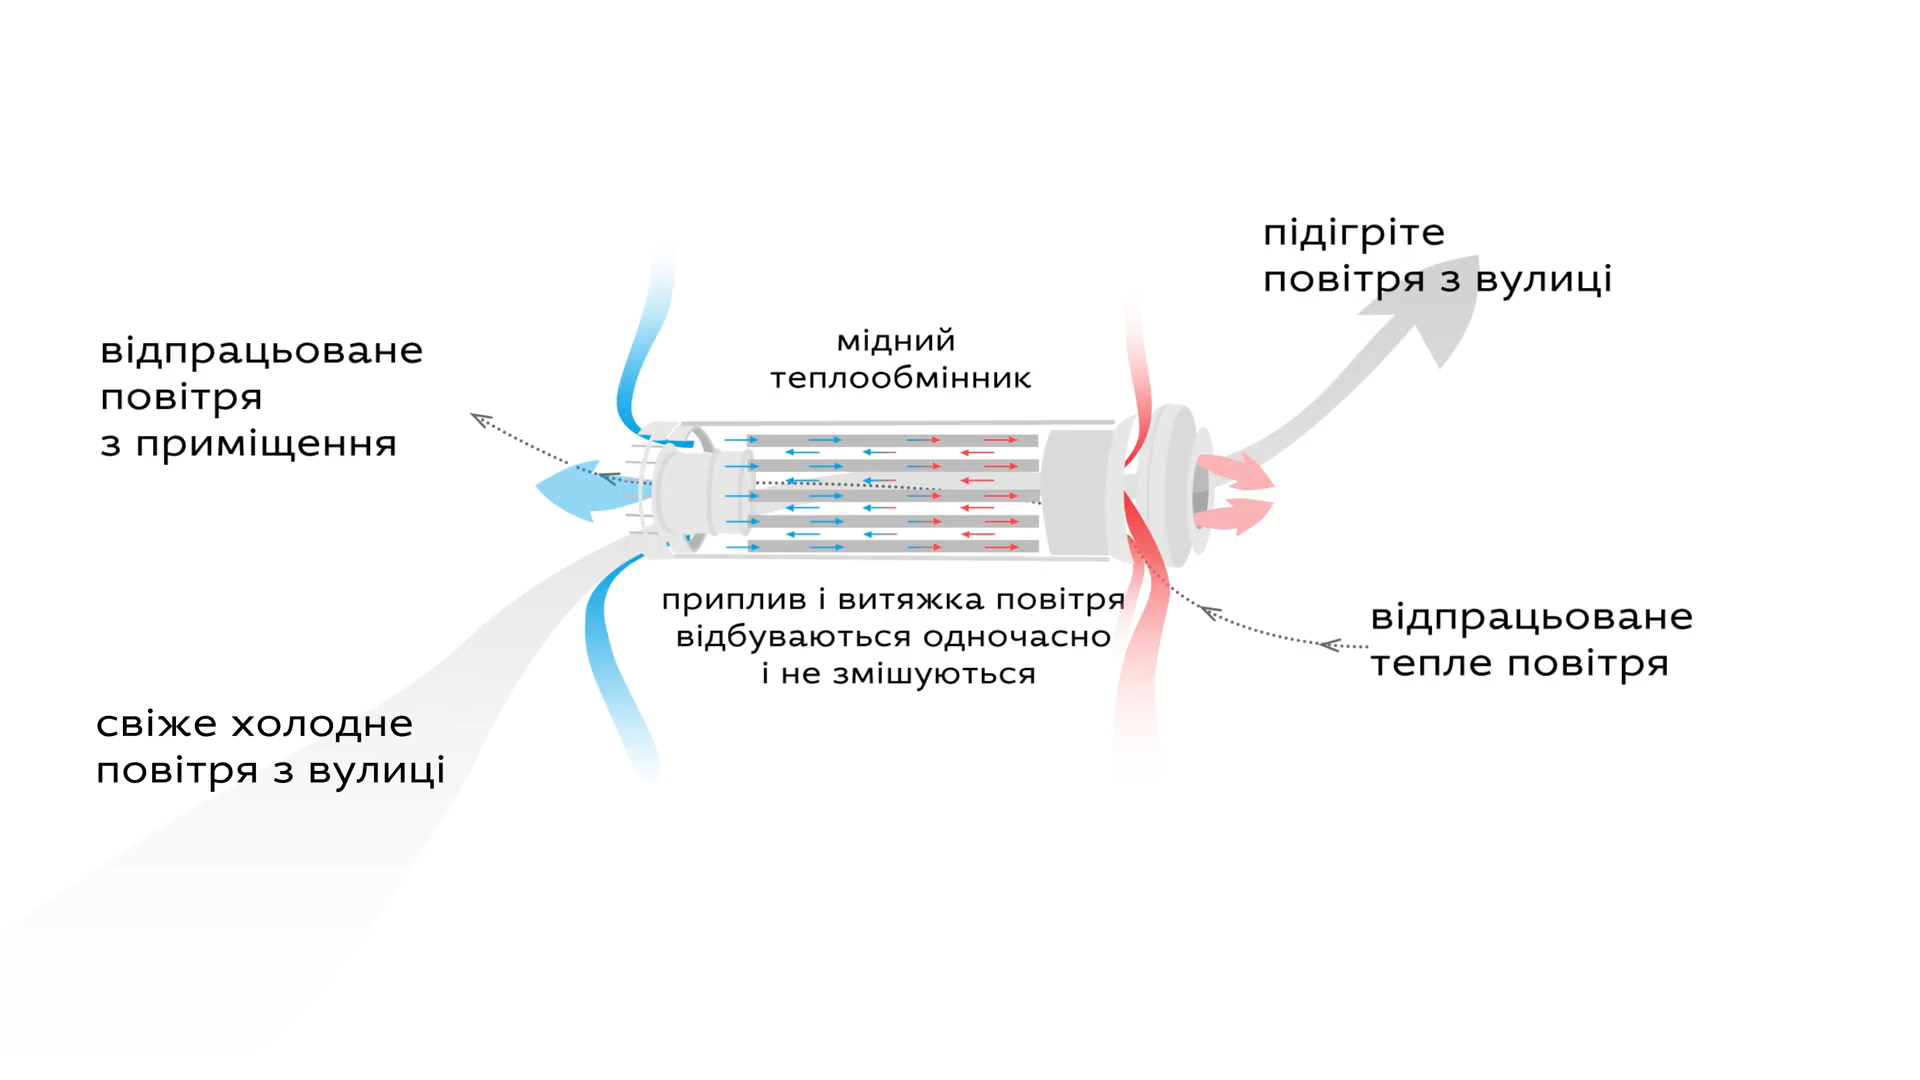 підігріте
повітря з вулиці
відпрацьоване
повітря
з приміщення
мідний
теплообмінник
приплив і витяжка повітря
відбуваються одночасно
і не змішуються
відпрацьоване
тепле повітря
свіже холодне
повітря з вулиці